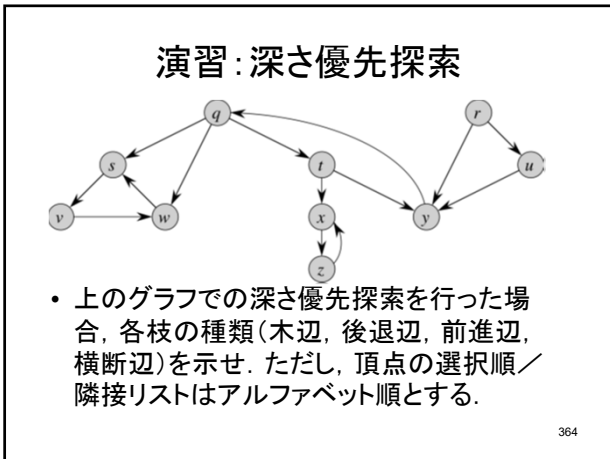 演習：深さ優先探索
q
r
s
t
u
v
w
x
y
z
• 上のグラフでの深さ優先探索を行った場
合，各枝の種類（木辺，後退辺，前進辺，
横断辺）を示せ．ただし，頂点の選択順／
隣接リストはアルファベット順とする．
364